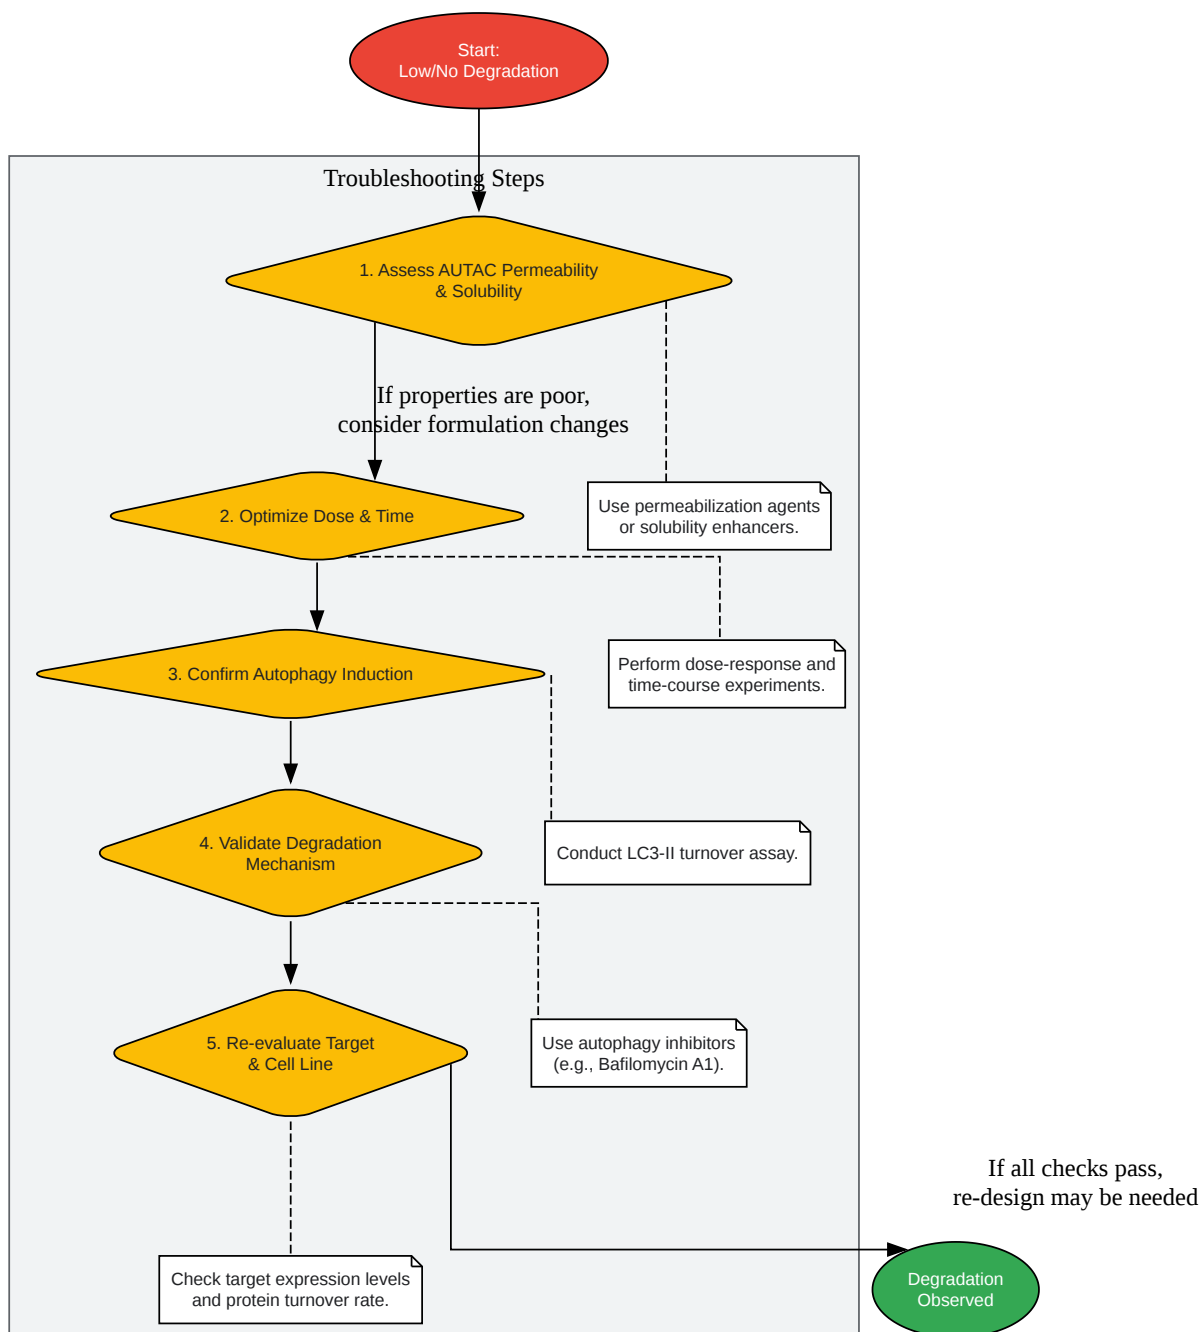 Start:
Low/No Degradation
Troubleshooting Steps
1. Assess AUTAC Permeability
& Solubility
If properties are poor,
consider formulation changes
Use permeabilization agents
or solubility enhancers.
2. Optimize Dose & Time
Perform dose-response and
time-course experiments.
3. Confirm Autophagy Induction
Conduct LC3-II turnover assay.
4. Validate Degradation
Mechanism
Use autophagy inhibitors
(e.g., Bafilomycin A1).
5. Re-evaluate Target
& Cell Line
If all checks pass,
re-design may be needed
Check target expression levels
and protein turnover rate.
Degradation
Observed